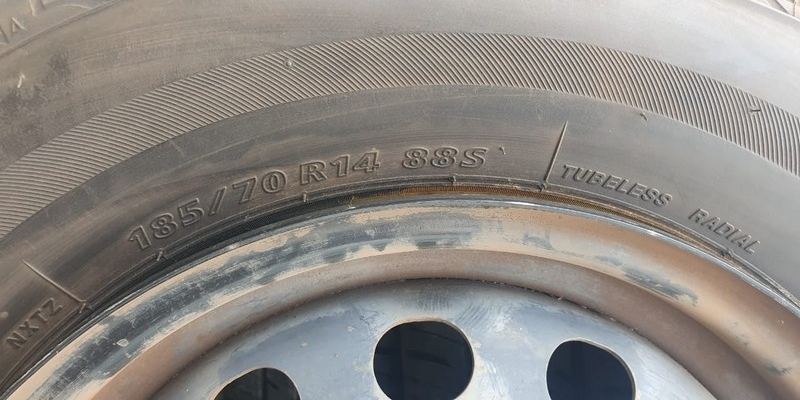 NXTZ
185/70 R14 88S
TUBELESS RADIAL